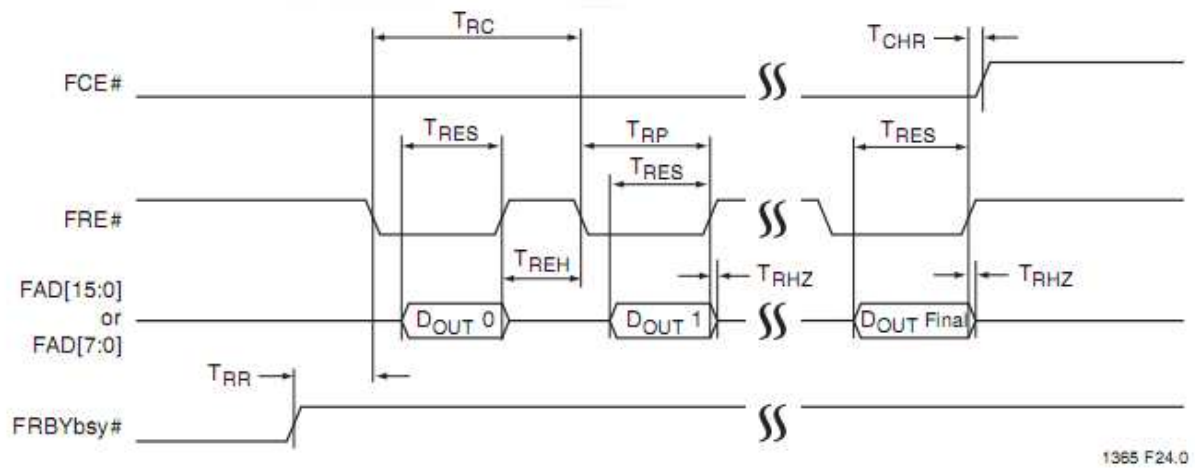 TRC
TCHR
FCE#
TRES
TRP
TRES
TRES
FRE#
TREH
TRHZ
TRHZ
FAD[15:0]
or
FAD[7:0]
DOUT 0
DOUT 1
DOUT Final
TRR
FRBYbsy#
1365 F24.0